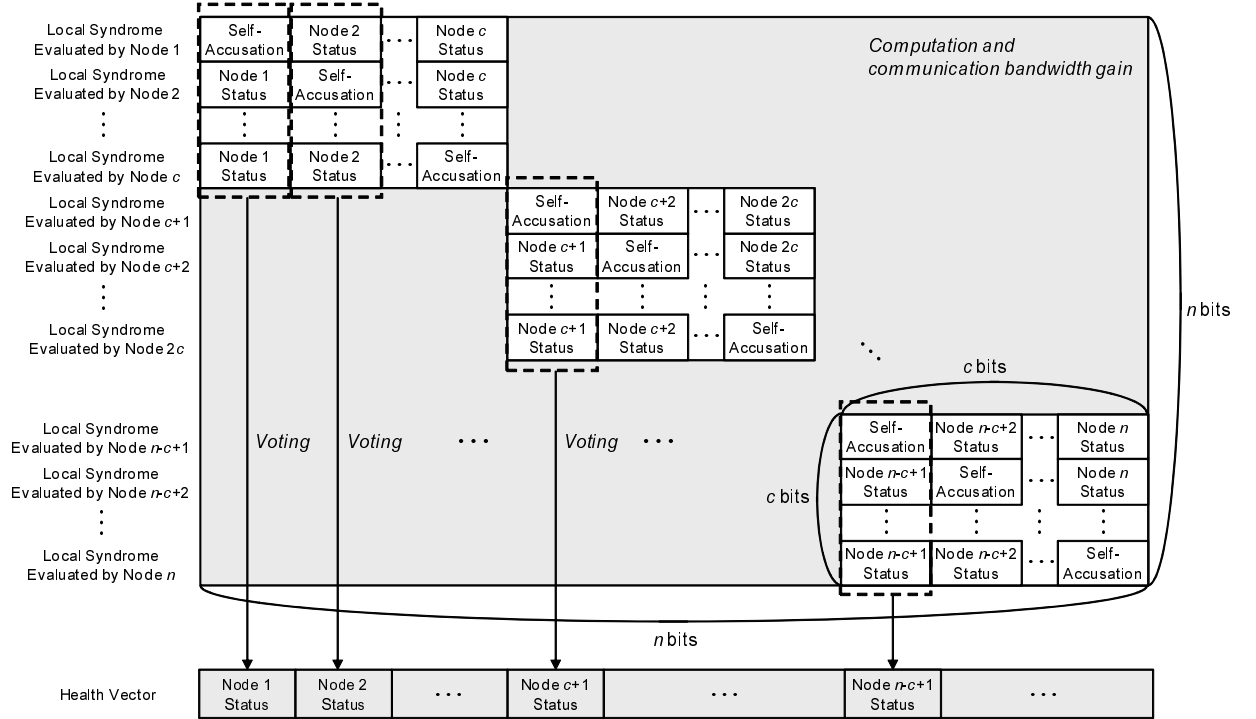 Local Syndrome
Evaluated by Node 1
Self-
Accusation
Node 2
Status
Node c
Status
Computation and
communication bandwidth gain
Local Syndrome
Evaluated by Node 2
Node 1
Status
Self-
Accusation
Node c
Status
Local Syndrome
Evaluated by Node c
Node 1
Status
Node 2
Status
Self-
Accusation
Local Syndrome
Evaluated by Node c+1
Self-
Accusation
Node c+2
Status
Node 2c
Status
Local Syndrome
Evaluated by Node c+2
Node c+1
Status
Self-
Accusation
Node 2c
Status
n bits
Local Syndrome
Evaluated by Node 2c
Node c+1
Status
Node c+2
Status
Self-
Accusation
c bits
Local Syndrome
Evaluated by Node n-c+1
Voting
Voting
Voting
Self-
Accusation
Node n-c+2
Status
Node n
Status
Local Syndrome
Evaluated by Node n-c+2
c bits
Node n-c+1
Status
Self-
Accusation
Node n
Status
Local Syndrome
Evaluated by Node n
Node n-c+1
Status
Node n-c+2
Status
Self-
Accusation
n bits
Health Vector
Node 1
Status
Node 2
Status
Node c+1
Status
Node n-c+1
Status